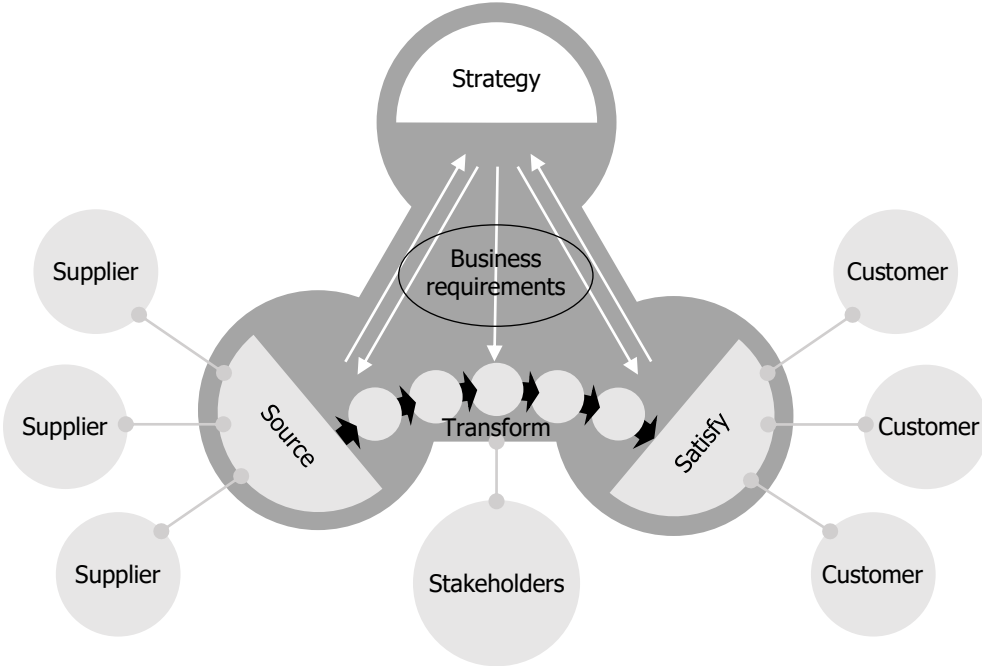 Strategy
Business
requirements
Supplier
Customer
Supplier
Source
Transform
Satisfy
Customer
Supplier
Stakeholders
Customer